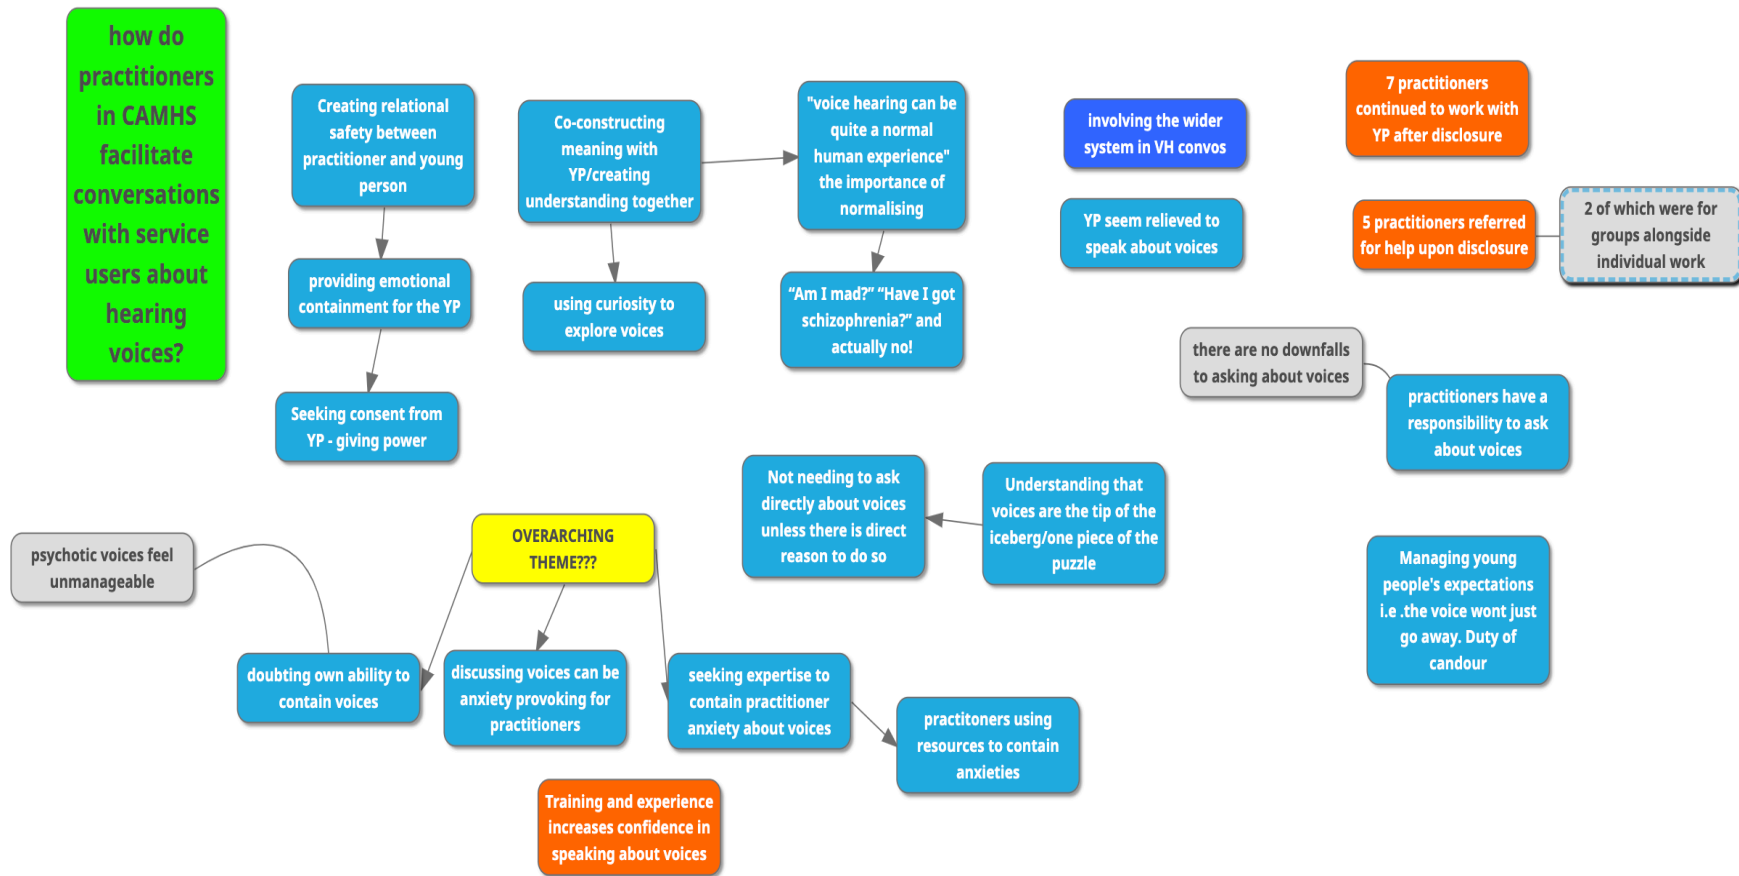 how do
practitioners
in CAMHS
facilitate
conversations
with service
users about
hearing
voices?
Creating relational
safety between
practitioner and young
person
providing emotional
containment for the YP
Seeking consent from
YP - giving power
Co-constructing
meaning with
YP/creating
understanding together
using curiosity to
explore voices
"voice hearing can be
quite a normal
human experience"
the importance of
normalising
“Am I mad?” “Have I got
schizophrenia?” and
actually no!
involving the wider
system in VH convos
YP seem relieved to
speak about voices
7 practitioners
continued to work with
YP after disclosure
5 practitioners referred
for help upon disclosure
2 of which were for
groups alongside
individual work
there are no downfalls
to asking about voices
practitioners have a
responsibility to ask
about voices
Not needing to ask
directly about voices
unless there is direct
reason to do so
Understanding that
voices are the tip of the
iceberg/one piece of the
puzzle
Managing young
people's expectations
i.e .the voice wont just
go away. Duty of
candour
psychotic voices feel
unmanageable
OVERARCHING
THEME???
doubting own ability to
contain voices
discussing voices can be
anxiety provoking for
practitioners
seeking expertise to
contain practitioner
anxiety about voices
practitoners using
resources to contain
anxieties
Training and experience
increases confidence in
speaking about voices